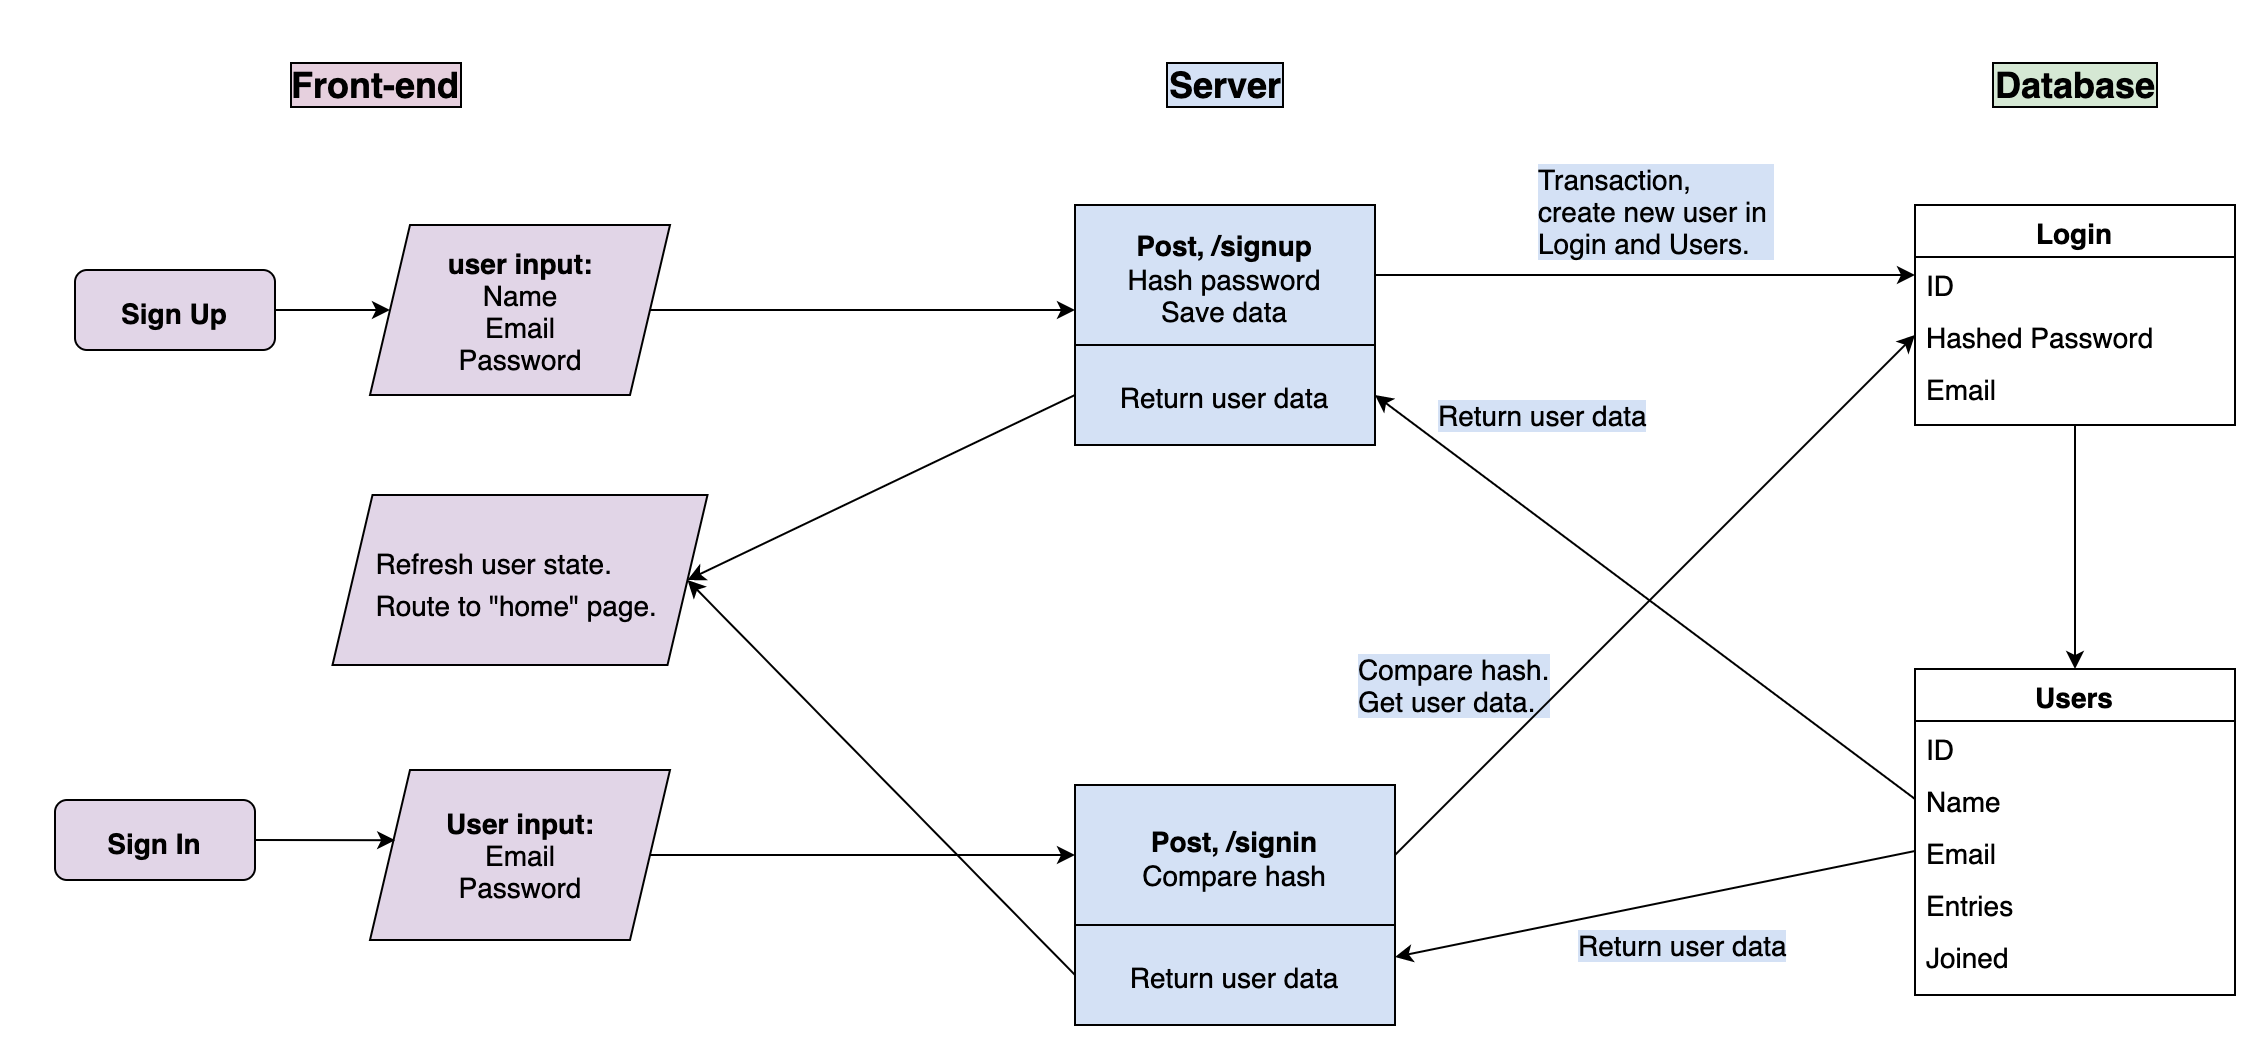 Front-end
Server
Database
Sign Up
user input:
Name
Email
Password
Post, /signup
Hash password
Save data
Return user data
Transaction,
create new user in
Login and Users.
Login
ID
Hashed Password
Email
Return user data
Refresh user state.
Route to "home" page.
Compare hash.
Get user data.
Sign In
User input:
Email
Password
Post, /signin
Compare hash
Return user data
Return user data
Users
ID
Name
Email
Entries
Joined